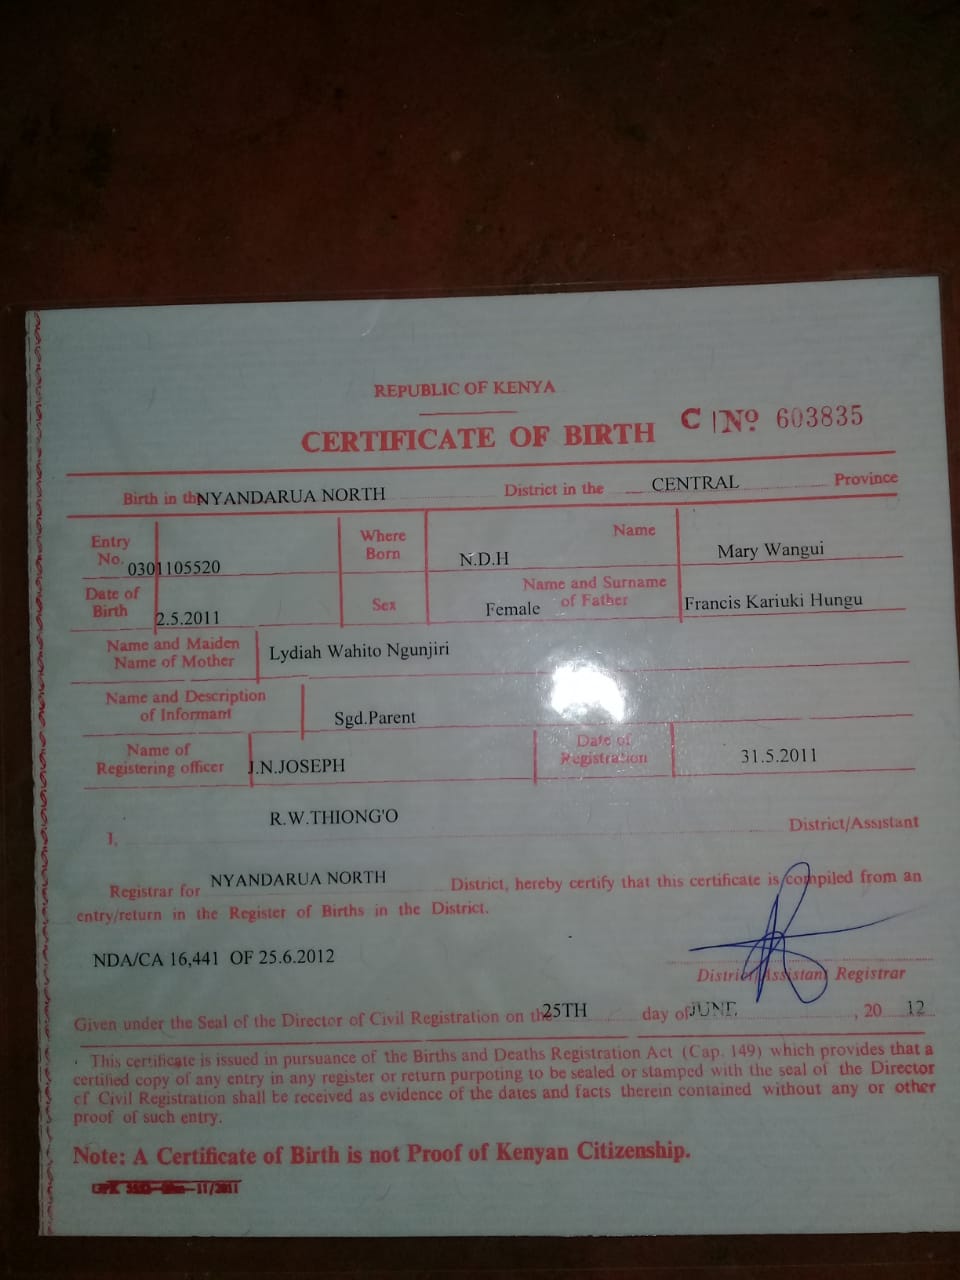 REPUBLIC OF KENYA
CERTIFICATE OF BIRTH C No 603835
Birth in the NYANDARUA NORTH District in the CENTRAL Province
Entry No. 0301105520 Where Born N.D.H Name Mary Wangui
Date of Birth 2.5.2011 Sex Female Name and Surname of Father Francis Kariuki Hungu
Name and Maiden Name of Mother Lydiah Wahito Ngunjiri
Name and Description of Informant Sgd.Parent
Name of Registering officer J.N.JOSEPH Date of Registration 31.5.2011
I, R.W.THIONG'O District/Assistant
Registrar for NYANDARUA NORTH District, hereby certify that this certificate is compiled from an
entry/return in the Register of Births in the District.
NDA/CA 16,441 OF 25.6.2012
District/Assistant Registrar
Given under the Seal of the Director of Civil Registration on the 25TH day of JUNE, 20 12
This certificate is issued in pursuance of the Births and Deaths Registration Act (Cap. 149) which provides that a
certified copy of any entry in any register or return purpoting to be sealed or stamped with the seal of the Director
of Civil Registration shall be received as evidence of the dates and facts therein contained without any or other
proof of such entry.
Note: A Certificate of Birth is not Proof of Kenyan Citizenship.
11/2011